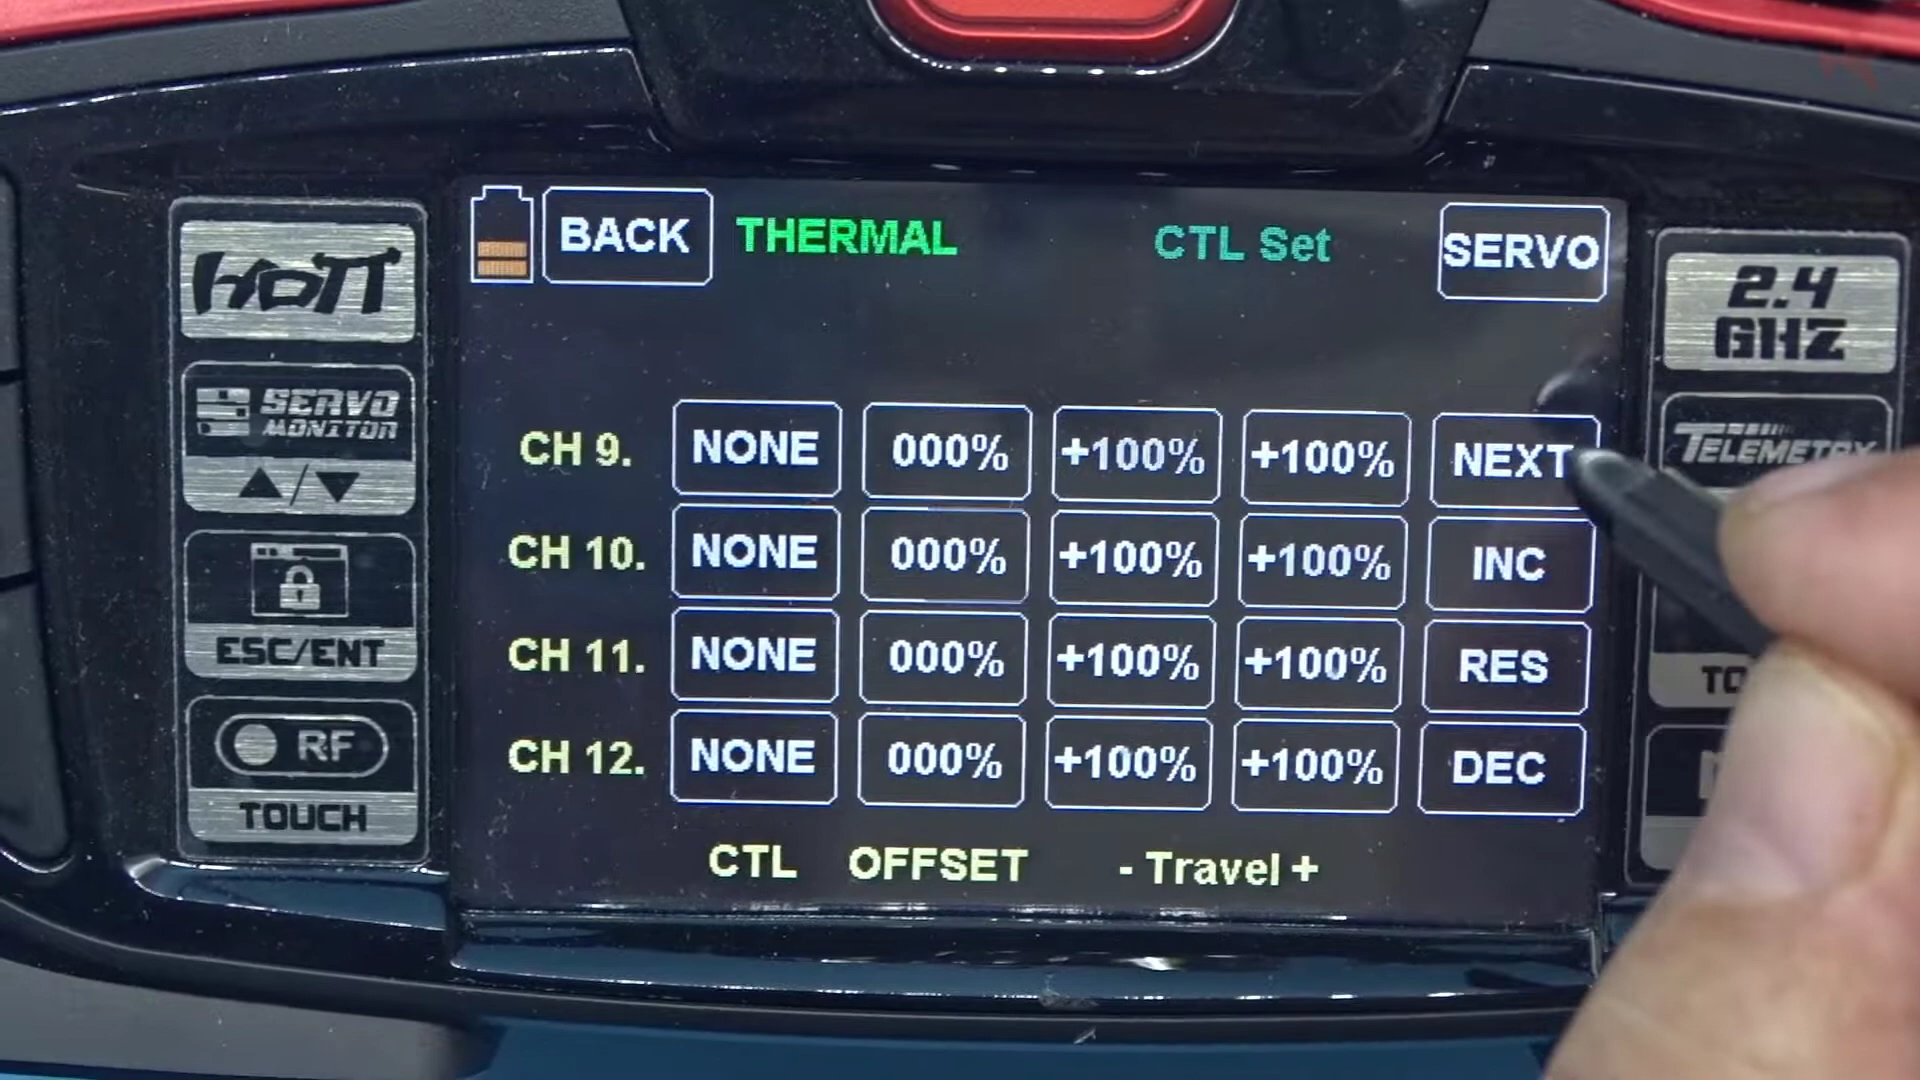 BACK THERMAL CTL Set SERVO
HOTT
SERVO
MONITOR
ESC/ENT
RF
TOUCH
CH 9. NONE 000% +100% +100% NEXT
CH 10. NONE 000% +100% +100% INC
CH 11. NONE 000% +100% +100% RES
CH 12. NONE 000% +100% +100% DEC
CTL OFFSET - Travel +
2.4
GHZ
TELEMETRY